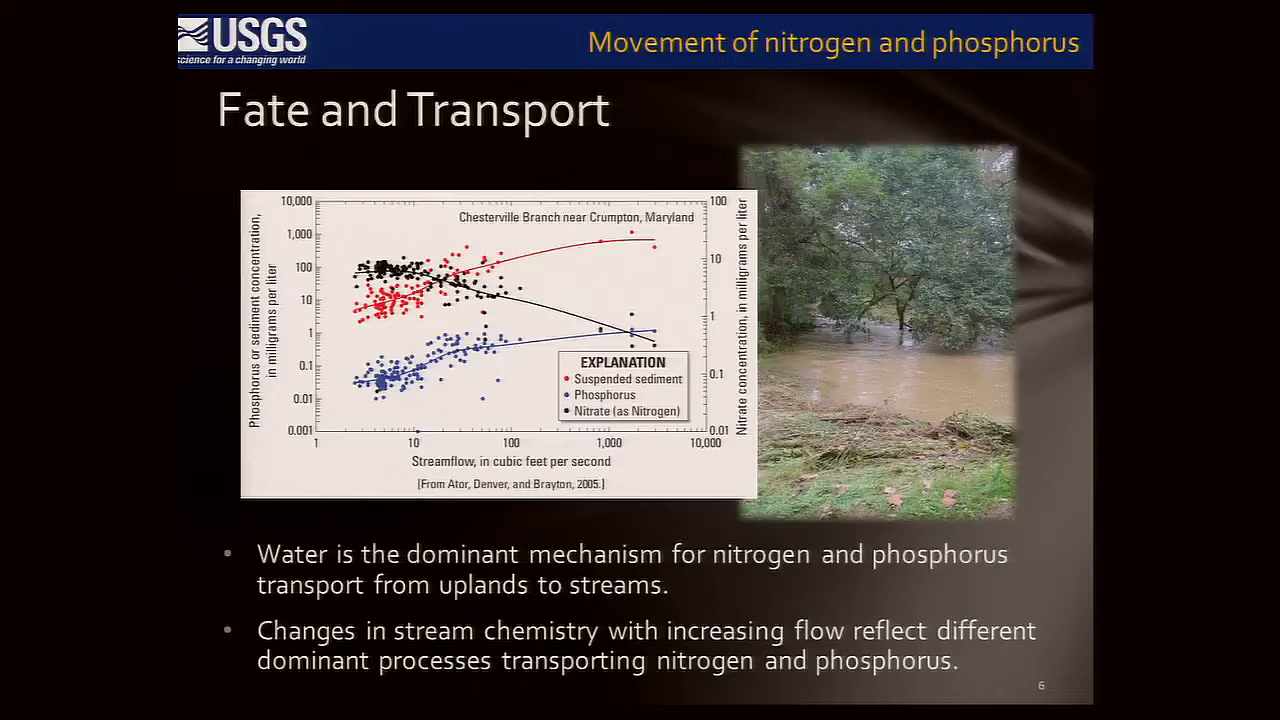 USGS
science for a changing world
Movement of nitrogen and phosphorus
Fate and Transport
Chesterville Branch near Crumpton, Maryland
Phosphorus or sediment concentration,
in milligrams per liter
10,000
1,000
100
10
1
0.1
0.01
0.001
Nitrate concentration, in milligrams per liter
100
10
1
0.1
0.01
EXPLANATION
Suspended sediment
Phosphorus
Nitrate (as Nitrogen)
1
10
100
1,000
10,000
Streamflow, in cubic feet per second
[From Ator, Denver, and Brayton, 2005.]
• Water is the dominant mechanism for nitrogen and phosphorus
transport from uplands to streams.
• Changes in stream chemistry with increasing flow reflect different
dominant processes transporting nitrogen and phosphorus.
6